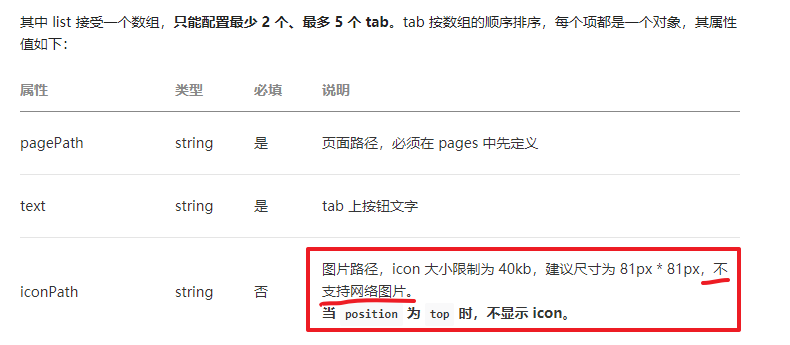 其中 list 接受一个数组，只能配置最少 2 个、最多 5 个 tab。tab 按数组的顺序排序，每个项都是一个对象，其属性
值如下：
属性 类型 必填 说明
pagePath string 是 页面路径，必须在 pages 中先定义
text string 是 tab 上按钮文字
iconPath string 否 图片路径，icon 大小限制为 40kb，建议尺寸为 81px * 81px，不
支持网络图片。
当 position 为 top 时，不显示 icon。